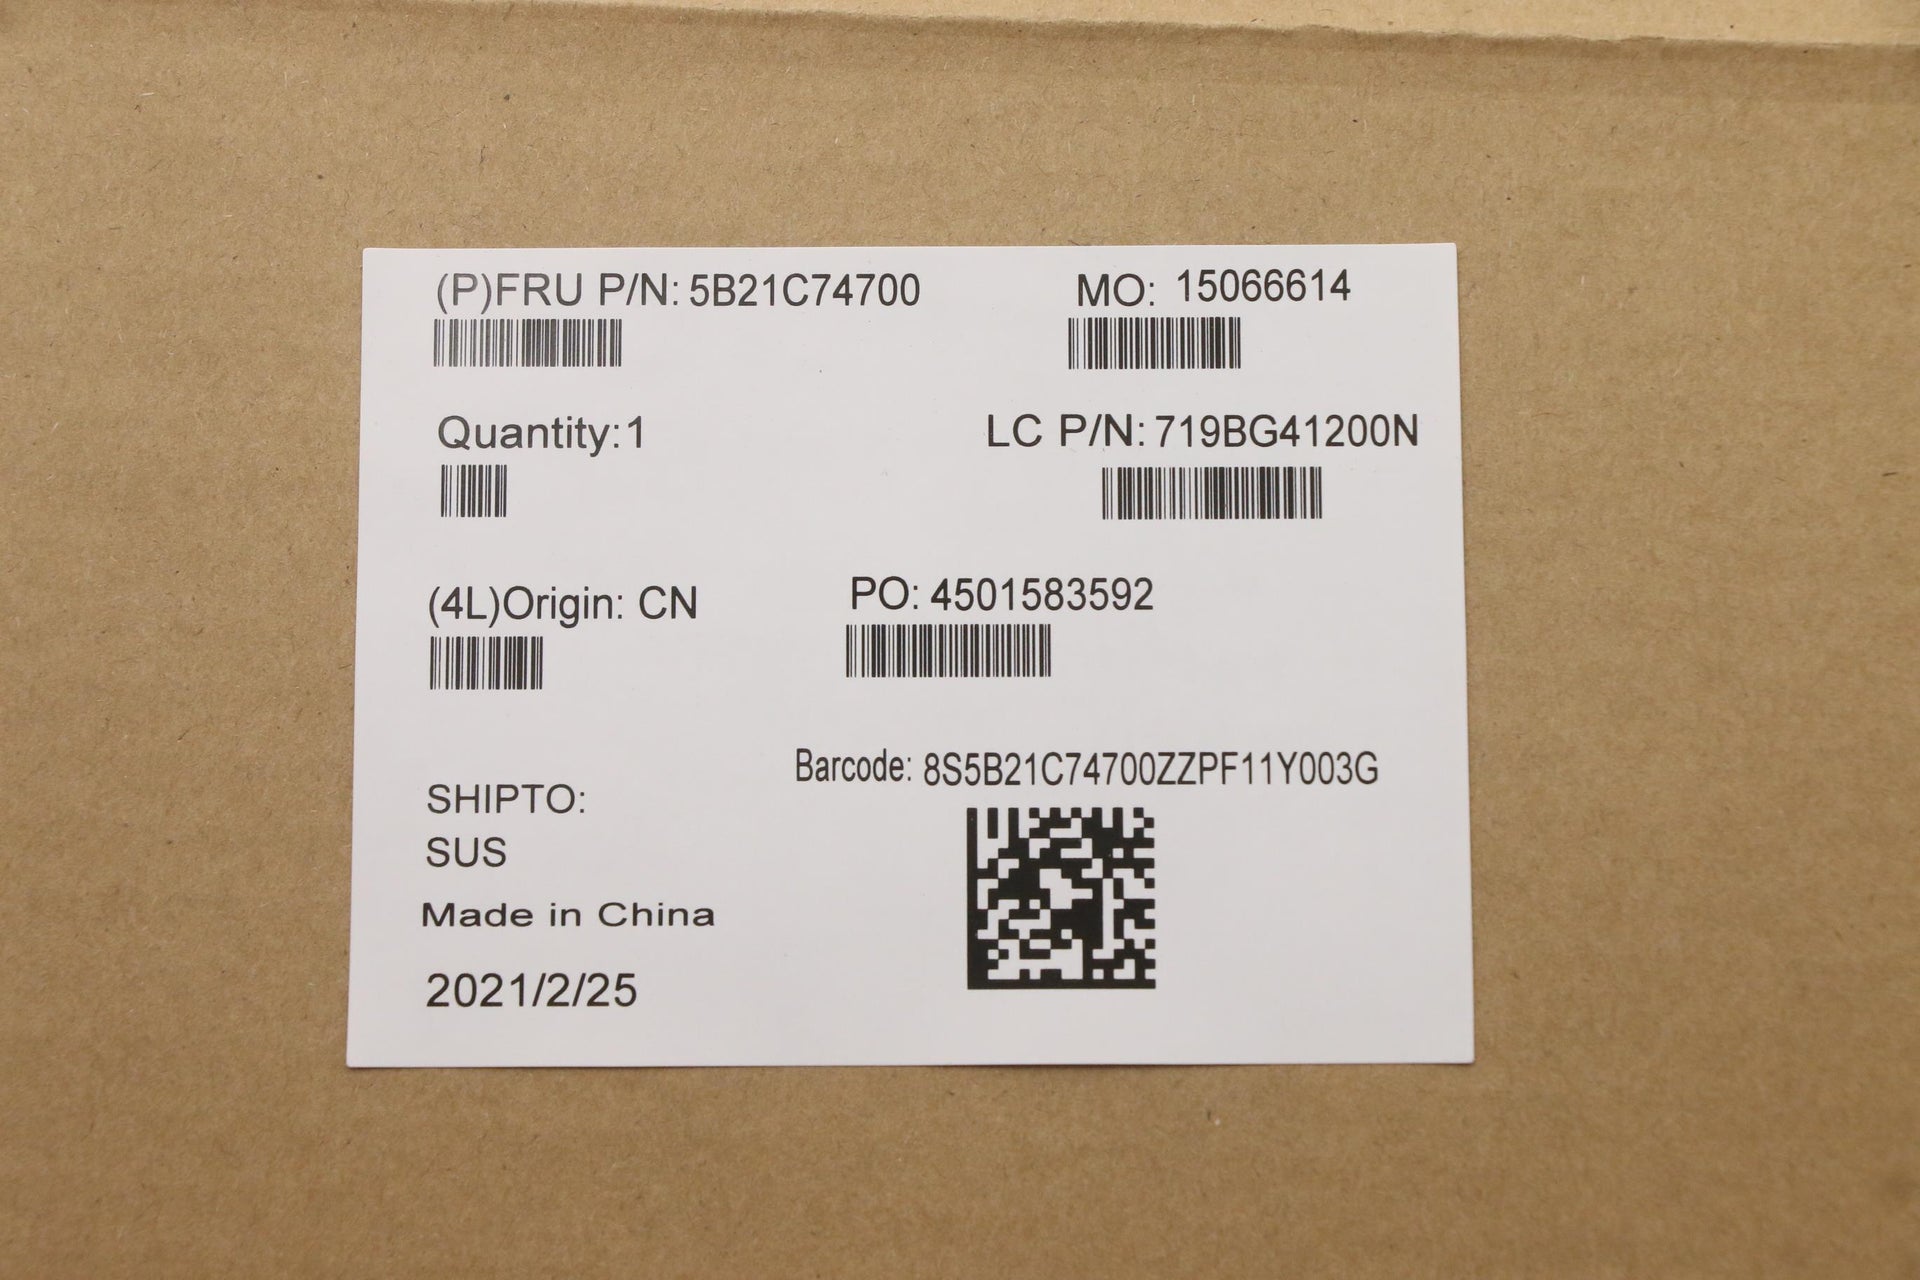 (P)FRU P/N: 5B21C74700
MO: 15066614
Quantity:1
LC P/N: 719BG41200N
(4L)Origin: CN
PO: 4501583592
Barcode: 8S5B21C74700ZZPF11Y003G
SHIPTO:
SUS
Made in China
2021/2/25